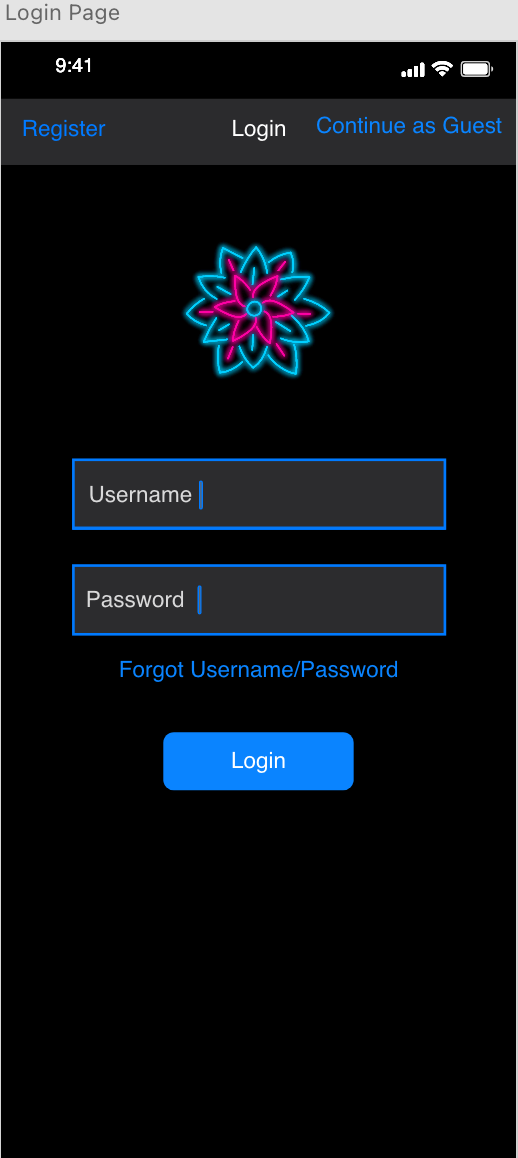 Login Page
9:41
Register Login Continue as Guest
Username
Password
Forgot Username/Password
Login